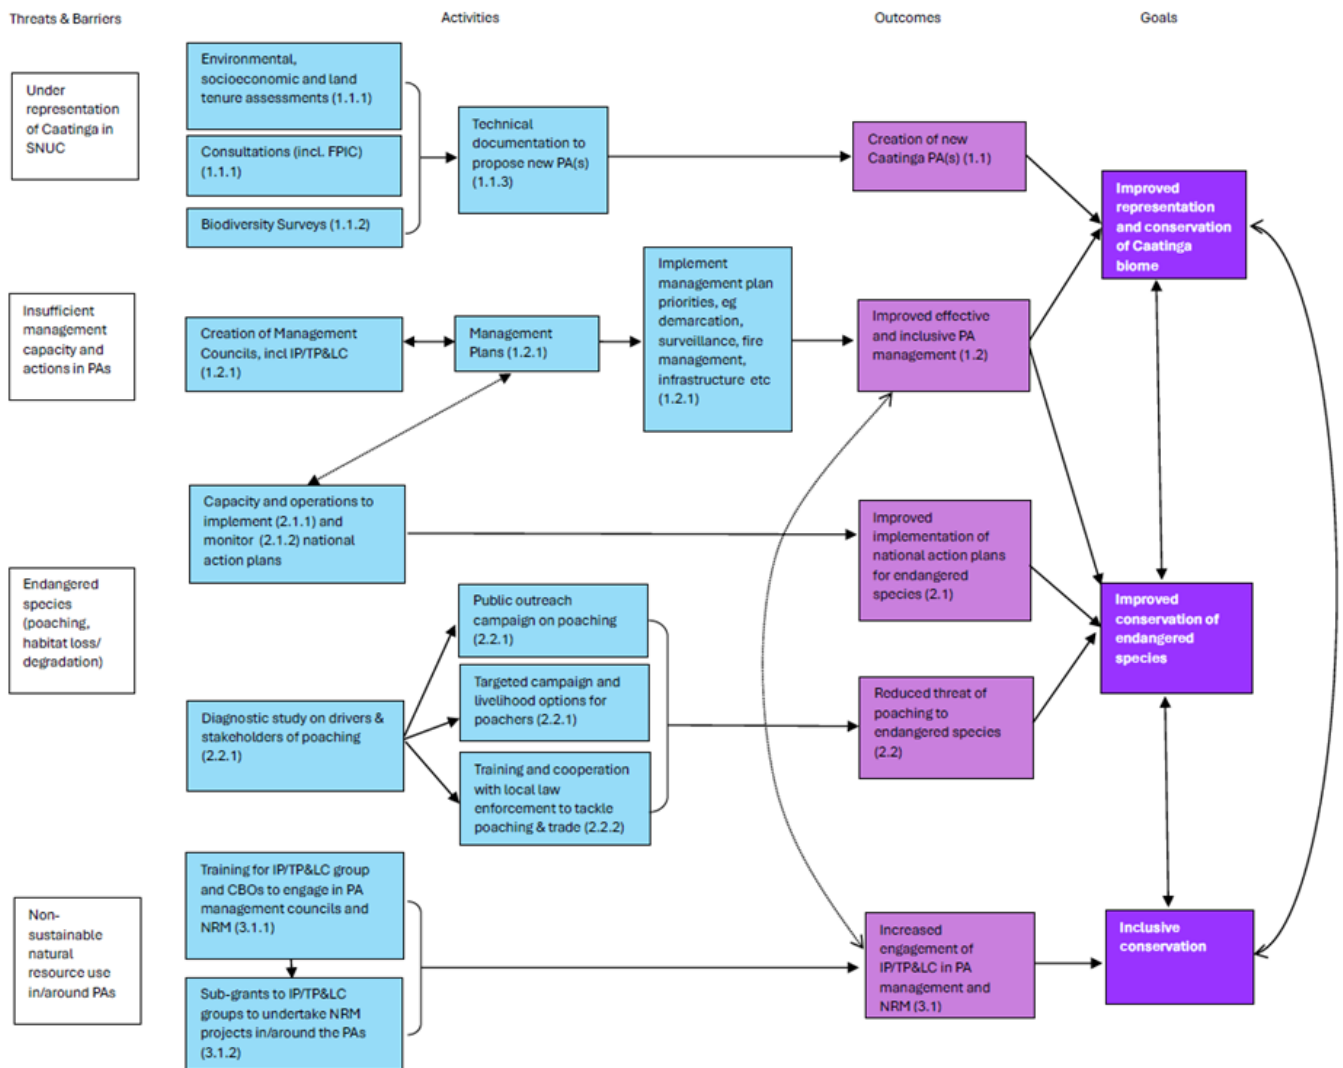 Threats & Barriers
Activities
Outcomes
Goals
Under
representation
of Caatinga in
SNUC
Environmental,
socioeconomic and land
tenure assessments (1.1.1)
Consultations (incl. FPIC)
(1.1.1)
Biodiversity Surveys (1.1.2)
Technical
documentation to
propose new PA(s)
(1.1.3)
Creation of new
Caatinga PA(s) (1.1)
Improved
representation
and conservation
of Caatinga
biome
Insufficient
management
capacity and
actions in PAs
Creation of Management
Councils, incl IP/TP&LC
(1.2.1)
Management
Plans (1.2.1)
Implement
management plan
priorities, eg
demarcation,
surveillance, fire
management,
infrastructure etc
(1.2.1)
Improved effective
and inclusive PA
management (1.2)
Capacity and operations to
implement (2.1.1) and
monitor (2.1.2) national
action plans
Improved
implementation of
national action plans
for endangered
species (2.1)
Endangered
species
(poaching,
habitat loss/
degradation)
Public outreach
campaign on poaching
(2.2.1)
Targeted campaign and
livelihood options for
poachers (2.2.1)
Diagnostic study on drivers &
stakeholders of poaching
(2.2.1)
Training and cooperation
with local law
enforcement to tackle
poaching & trade (2.2.2)
Reduced threat of
poaching to
endangered species
(2.2)
Improved
conservation of
endangered
species
Non-
sustainable
natural
resource use
in/around PAs
Training for IP/TP&LC group
and CBOs to engage in PA
management councils and
NRM (3.1.1)
Sub-grants to IP/TP&LC
groups to undertake NRM
projects in/around the PAs
(3.1.2)
Increased
engagement of
IP/TP&LC in PA
management and
NRM (3.1)
Inclusive
conservation